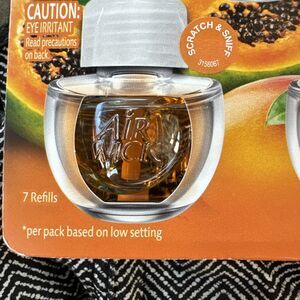 CAUTION:
EYE IRRITANT
Read precautions
on back.
SCRATCH & SNIFF
3156061
AIR
WICK
7 Refills
*per pack based on low setting